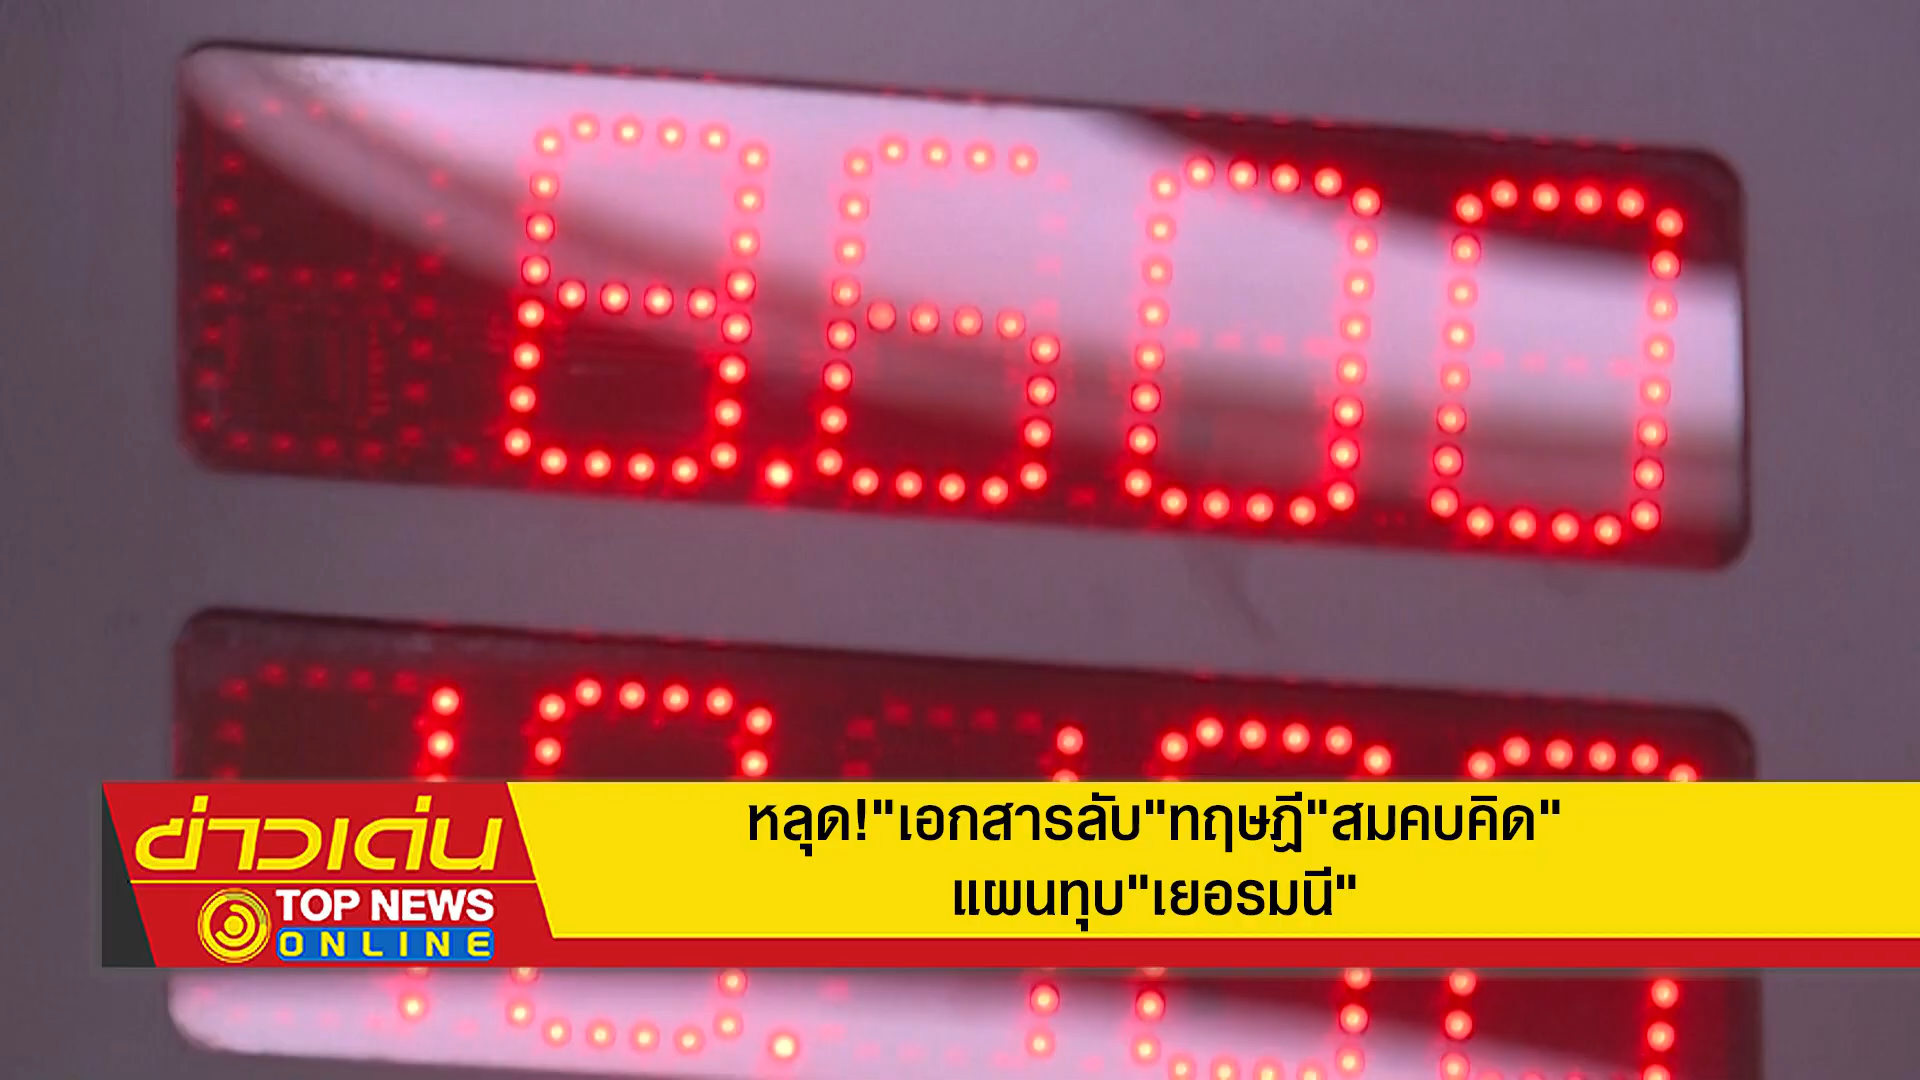 8.600
หลุด!"เอกสารลับ"ทฤษฎี"สมคบคิด"
แผนทุบ"เยอรมนี"
ข่าวเด่น
TOP NEWS
ONLINE